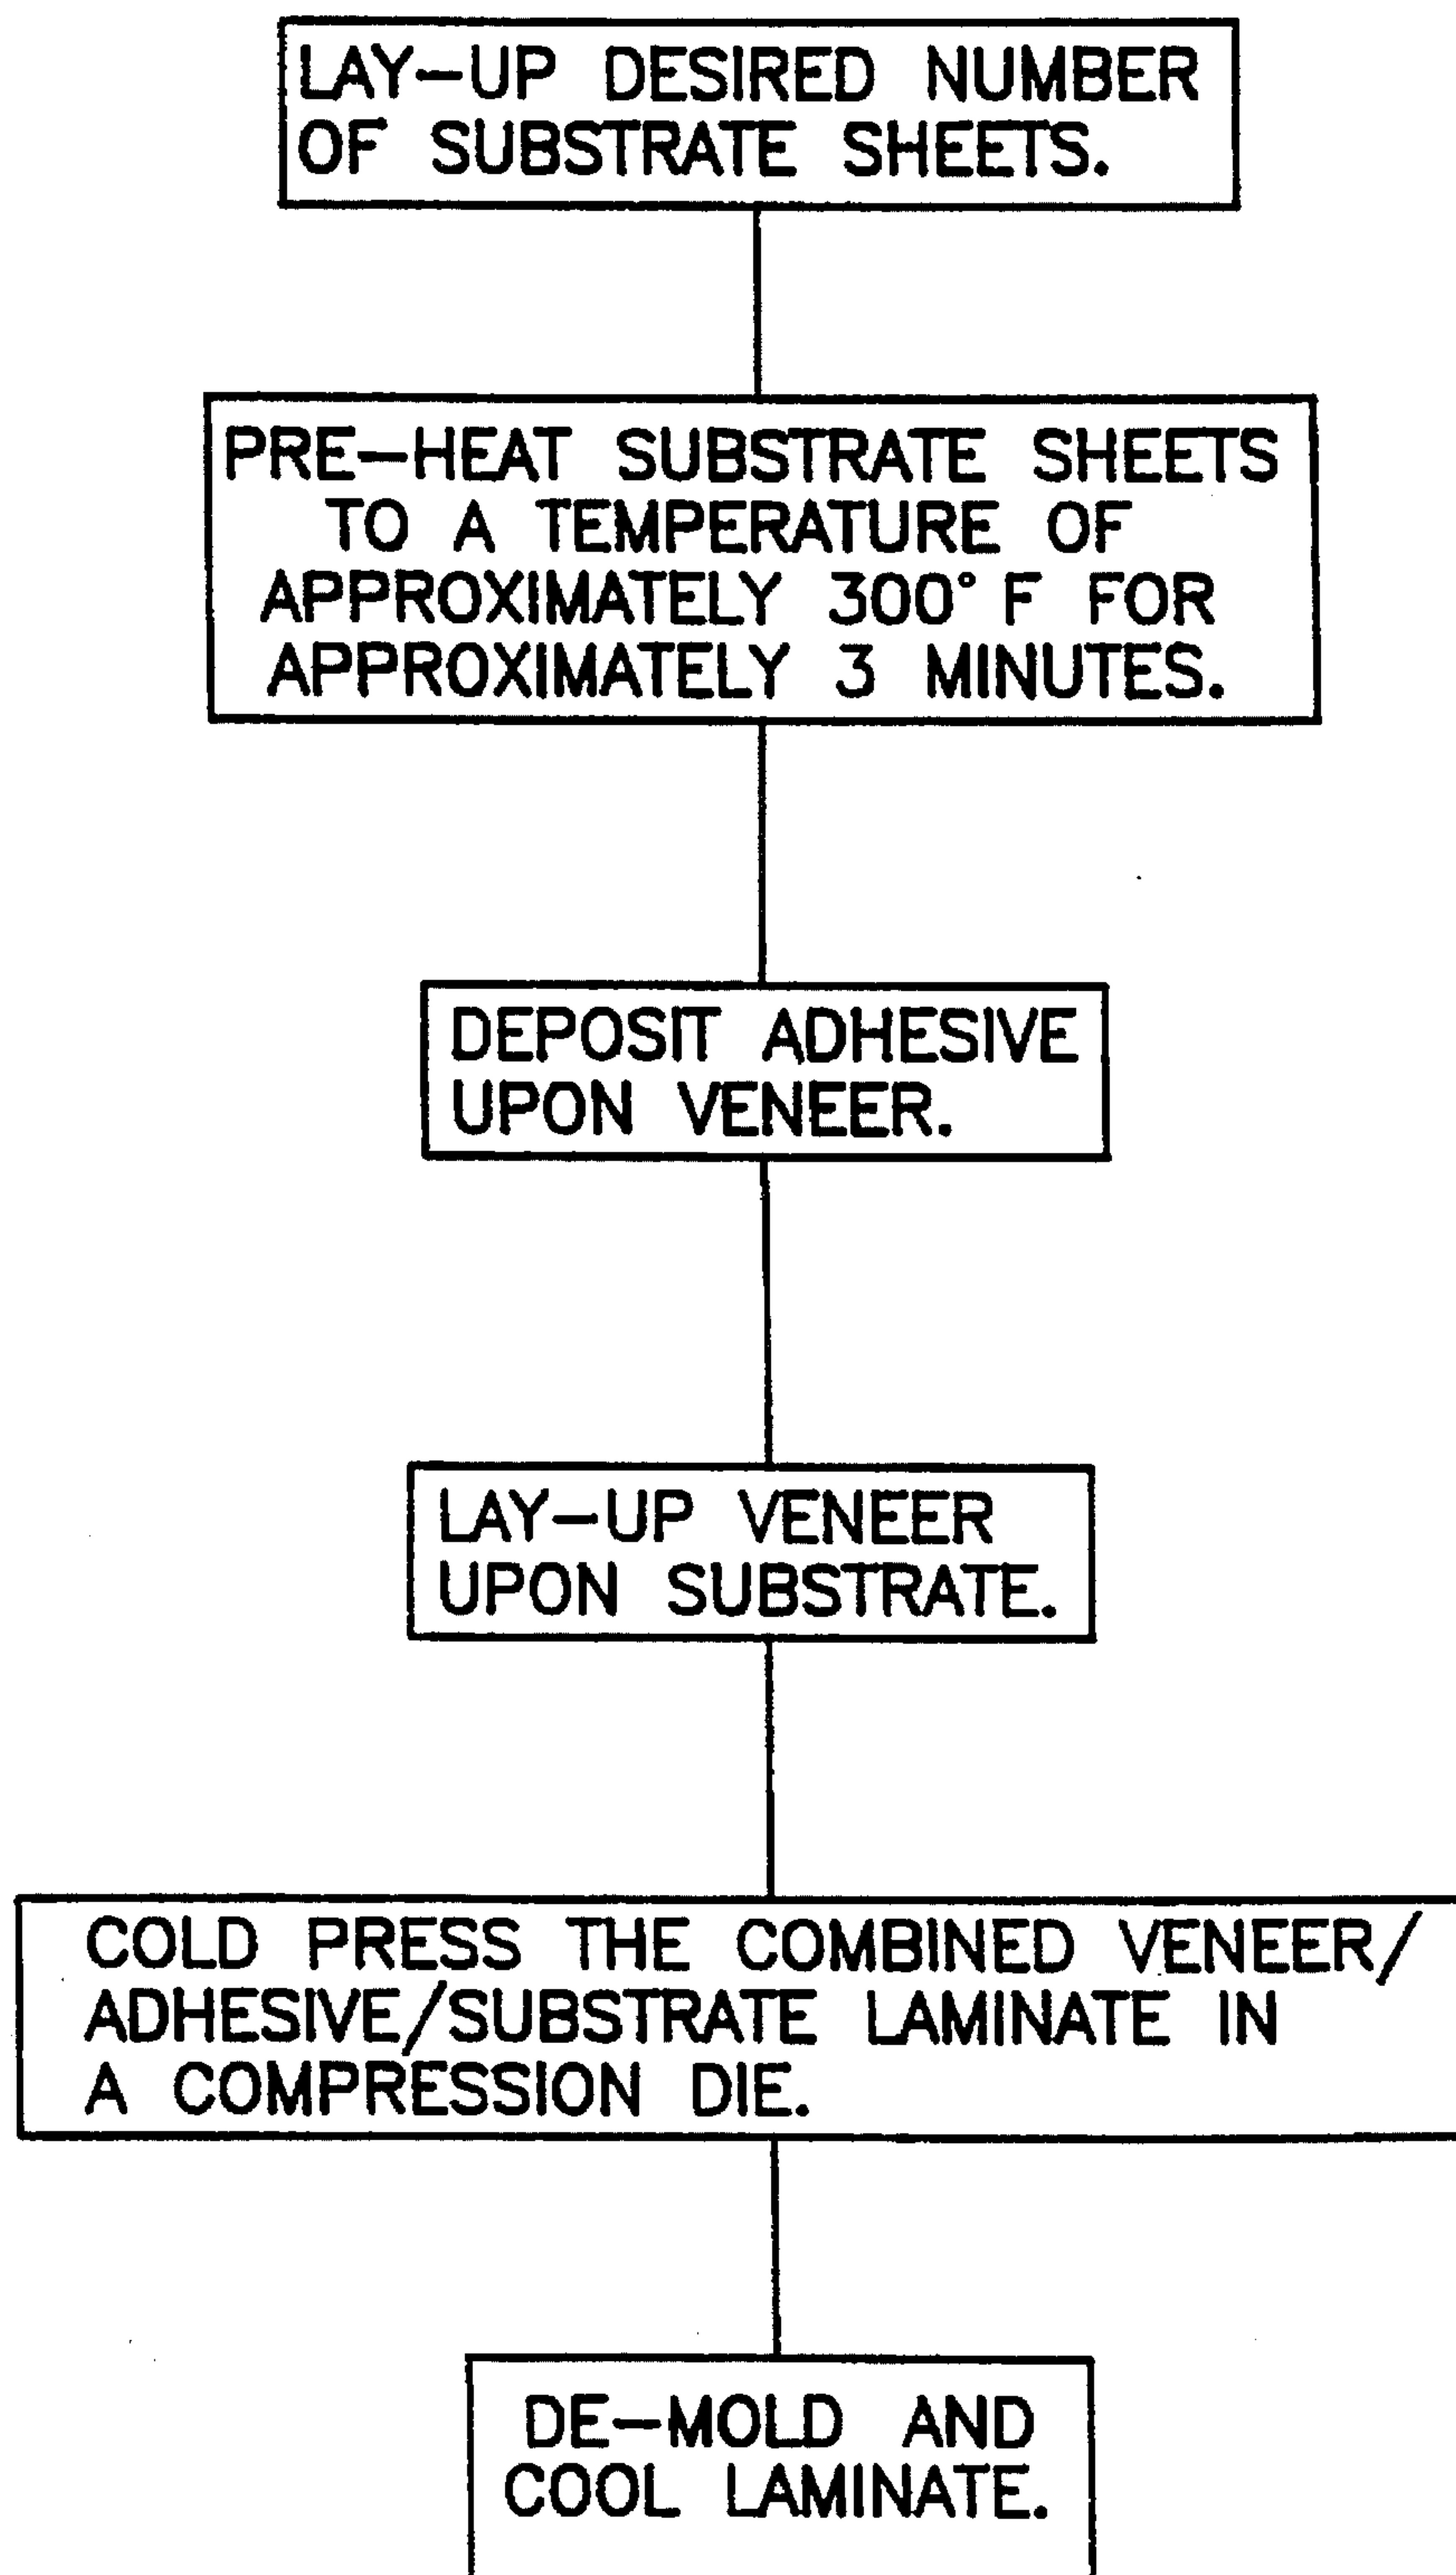 LAY-UP DESIRED NUMBER
OF SUBSTRATE SHEETS.
PRE-HEAT SUBSTRATE SHEETS
TO A TEMPERATURE OF
APPROXIMATELY 300° F FOR
APPROXIMATELY 3 MINUTES.
DEPOSIT ADHESIVE
UPON VENEER.
LAY-UP VENEER
UPON SUBSTRATE.
COLD PRESS THE COMBINED VENEER/
ADHESIVE/SUBSTRATE LAMINATE IN
A COMPRESSION DIE.
DE-MOLD AND
COOL LAMINATE.